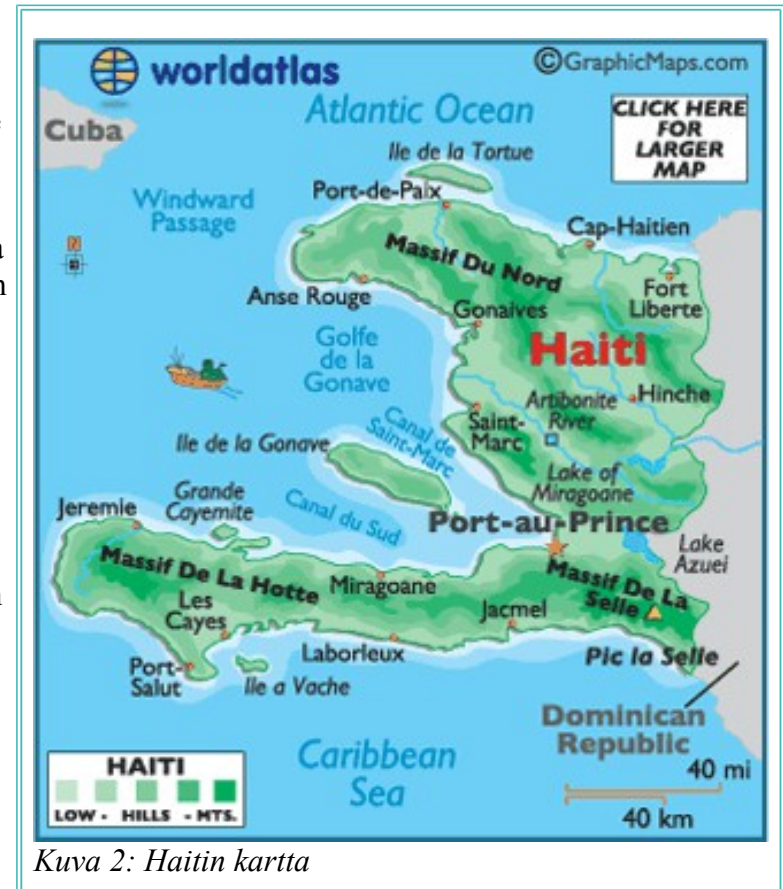 worldatlas
©GraphicMaps.com
Atlantic Ocean
CLICK HERE
FOR
LARGER
MAP
Cuba
Ile de la Tortue
Windward
Passage
Port-de-Paix
Cap-Haitien
Massif Du Nord
N
Anse Rouge
Gonaives
Fort
Liberte
Golfe
de la
Gonave
Haiti
Hinche
Artibonite
River
Saint-
Marc
Canal de
Saint-Marc
Ile de la Gonave
Lake of
Miragoane
Grande
Cayemite
Canal du Sud
Jeremie
Port-au-Prince
Lake
Azuei
Massif De La Hotte
Miragoane
Massif De La
Selle
Les
Cayes
Jacmel
Port-
Salut
Ile a Vache
Laborleux
Pic la Selle
Dominican
Republic
HAITI
LOW - HILLS - MTS.
Caribbean
Sea
40 mi
40 km
Kuva 2: Haitin kartta